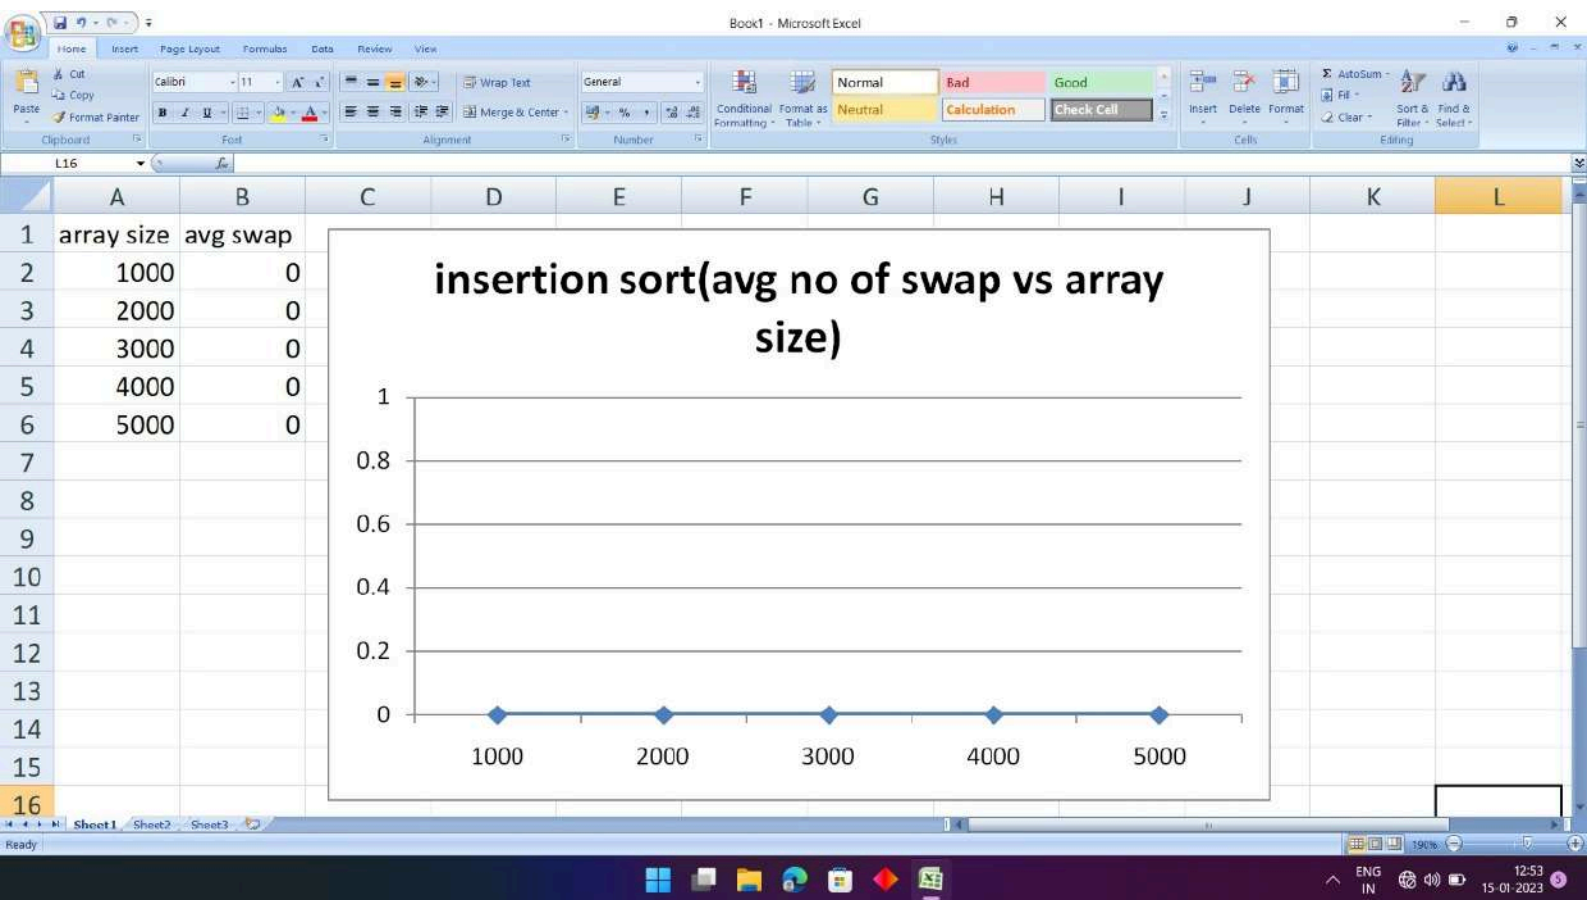 Book1 - Microsoft Excel
Home Insert Page Layout Formulas Data Review View
Cut
Copy
Format Painter
Paste
Clipboard
Calibri 11
B I U
Font
Wrap Text
Merge & Center
Alignment
General
%
Number
Conditional Formatting
Format as Table
Normal Bad Good
Neutral Calculation Check Cell
Styles
Insert Delete Format
Cells
Σ AutoSum
Fill
Clear
Sort & Filter
Find & Select
Editing
L16
A B C D E F G H I J K L
1 array size avg swap
2 1000 0
3 2000 0
4 3000 0
5 4000 0
6 5000 0
7
8
9
10
11
12
13
14
15
16
insertion sort(avg no of swap vs array
size)
1
0.8
0.6
0.4
0.2
0
1000 2000 3000 4000 5000
Sheet1 Sheet2 Sheet3
Ready
190%
ENG
IN
12:53
15-01-2023
5